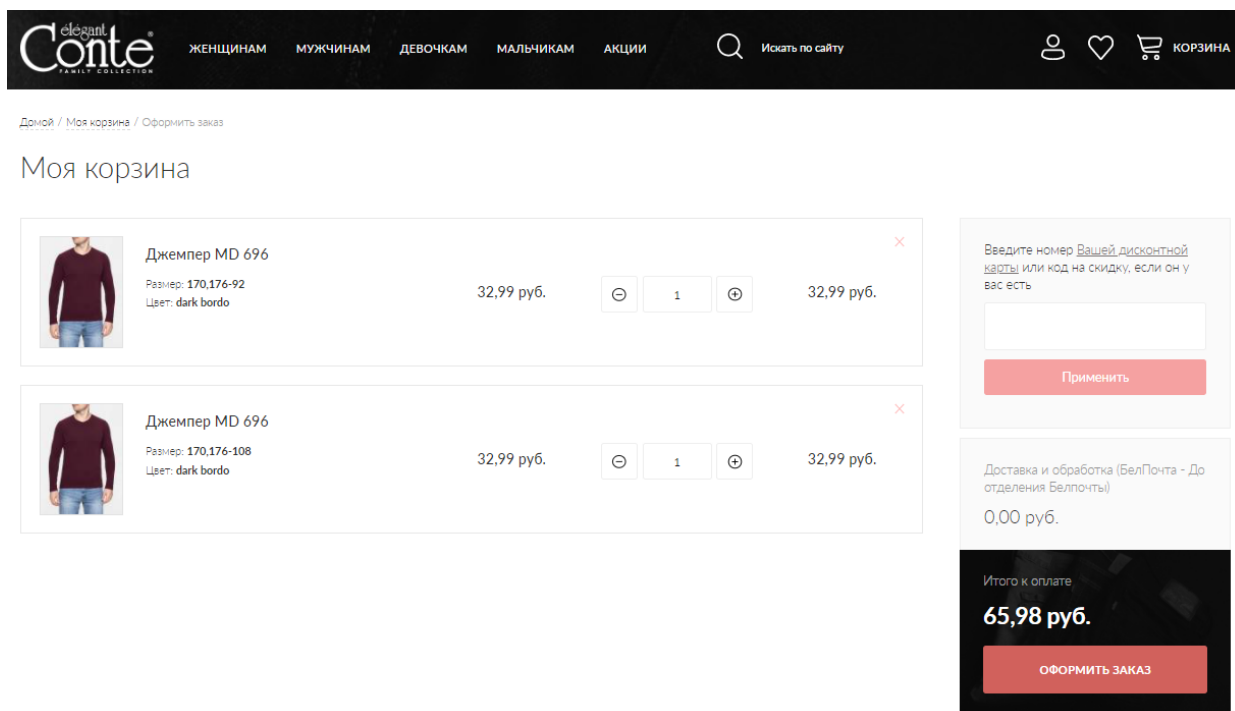 élégant
Conte
FAMILY COLLECTION
ЖЕНЩИНАМ МУЖЧИНАМ ДЕВОЧКАМ МАЛЬЧИКАМ АКЦИИ Искать по сайту КОРЗИНА
Домой / Моя корзина / Оформить заказ
Моя корзина
Джемпер MD 696
Размер: 170,176-92
Цвет: dark bordo
32,99 руб. 1 32,99 руб.
Джемпер MD 696
Размер: 170,176-108
Цвет: dark bordo
32,99 руб. 1 32,99 руб.
Введите номер Вашей дисконтной
карты или код на скидку, если он у
вас есть
Применить
Доставка и обработка (БелПочта - До
отделения Белпочты)
0,00 руб.
Итого к оплате
65,98 руб.
ОФОРМИТЬ ЗАКАЗ